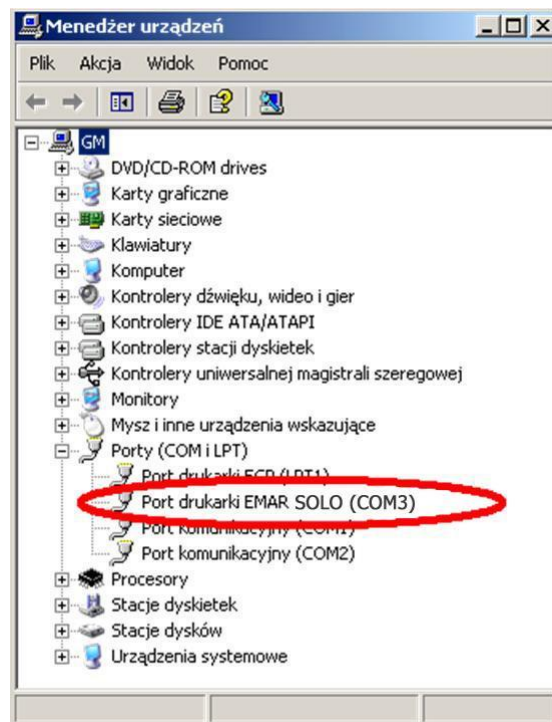 Menedżer urządzeń
Plik Akcja Widok Pomoc
GM
DVD/CD-ROM drives
Karty graficzne
Karty sieciowe
Klawiatury
Komputer
Kontrolery dźwięku, wideo i gier
Kontrolery IDE ATA/ATAPI
Kontrolery stacji dyskietek
Kontrolery uniwersalnej magistrali szeregowej
Monitory
Mysz i inne urządzenia wskazujące
Porty (COM i LPT)
Port drukarki ECP (LPT1)
Port drukarki EMAR SOLO (COM3)
Port komunikacyjny (COM1)
Port komunikacyjny (COM2)
Procesory
Stacje dyskietek
Stacje dysków
Urządzenia systemowe